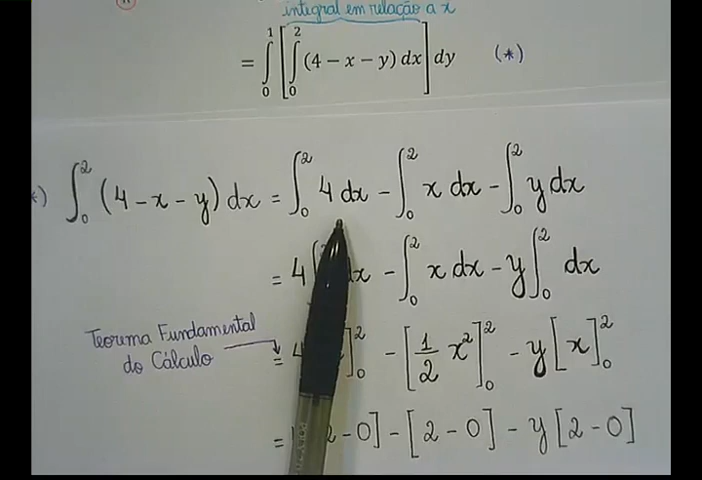 integral em relação a x
= ∫₀¹ [ ∫₀² (4 − x − y) dx ] dy (*)
) ∫₀² (4 − x − y) dx = ∫₀² 4 dx − ∫₀² x dx − ∫₀² y dx
= 4 ∫ dx − ∫₀² x dx − y ∫₀² dx
Teorema Fundamental
do Cálculo
= ]₀² − [ 1/2 x² ]₀² − y [ x ]₀²
= 2 − 0] − [2 − 0] − y [2 − 0]